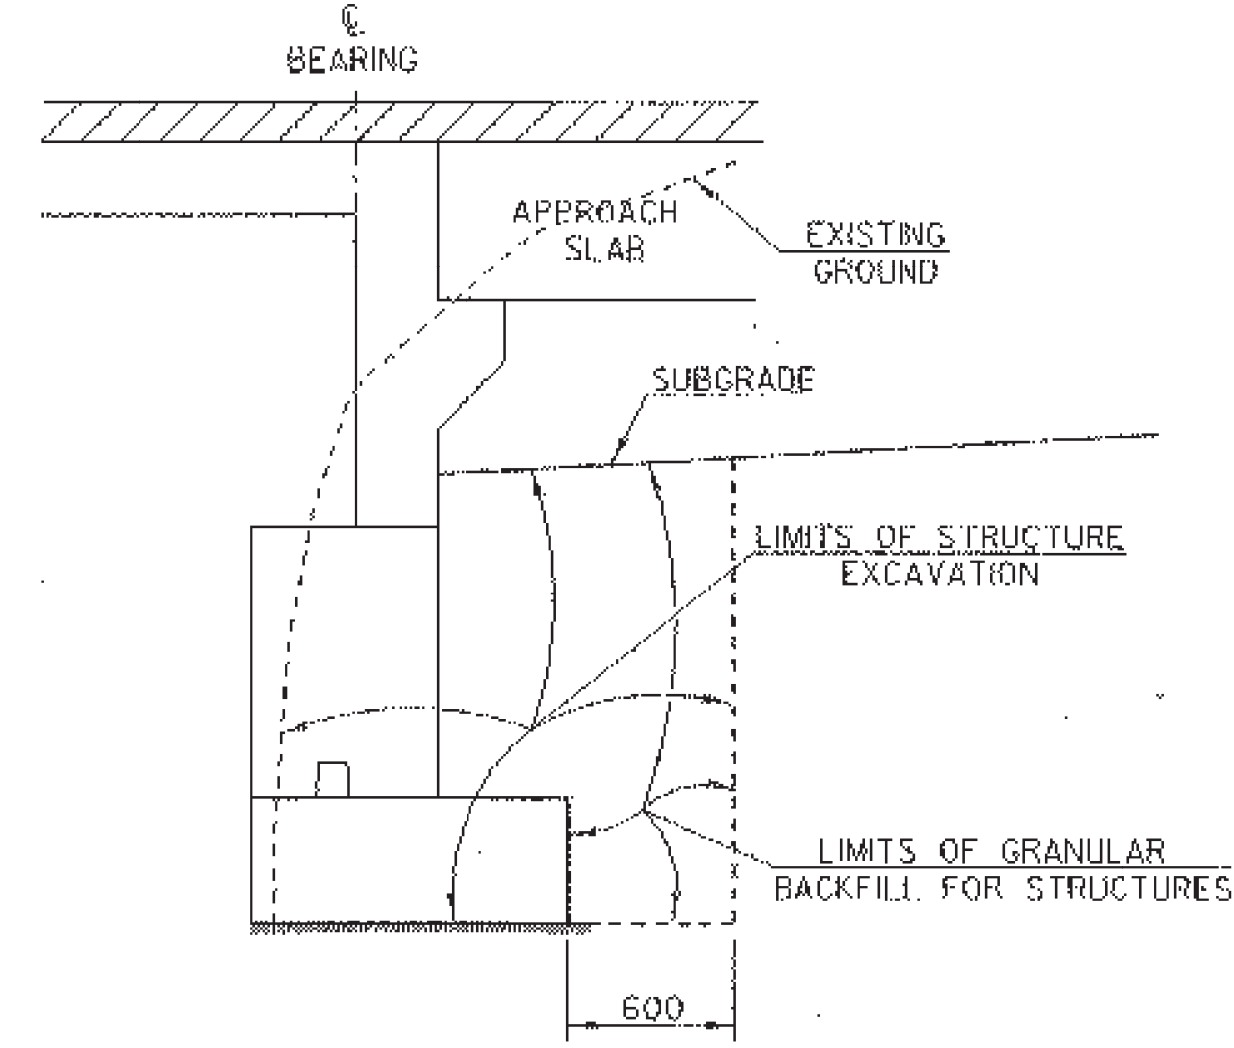 ℄
BEARING
APPROACH
SLAB
EXISTING
GROUND
SUBGRADE
LIMITS OF STRUCTURE
EXCAVATION
LIMITS OF GRANULAR
BACKFILL FOR STRUCTURES
600